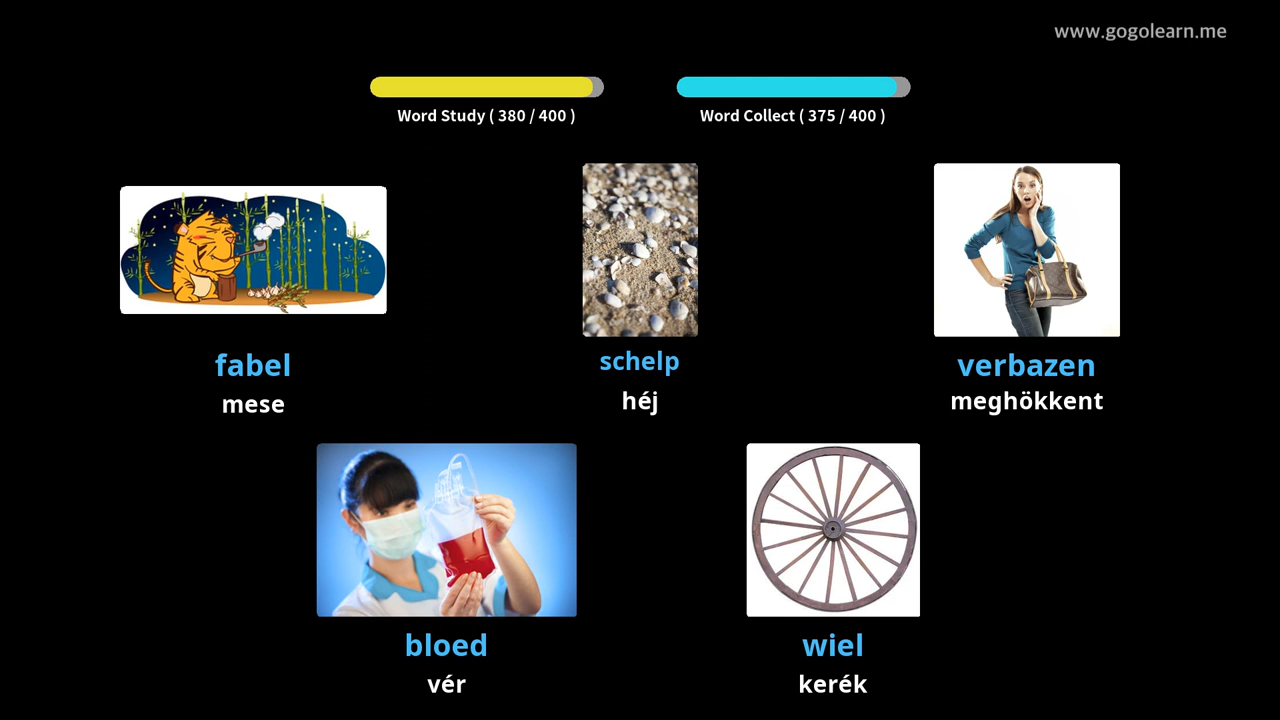 www.gogolearn.me
Word Study ( 380 / 400 )
Word Collect ( 375 / 400 )
fabel
mese
schelp
héj
verbazen
meghökkent
bloed
vér
wiel
kerék